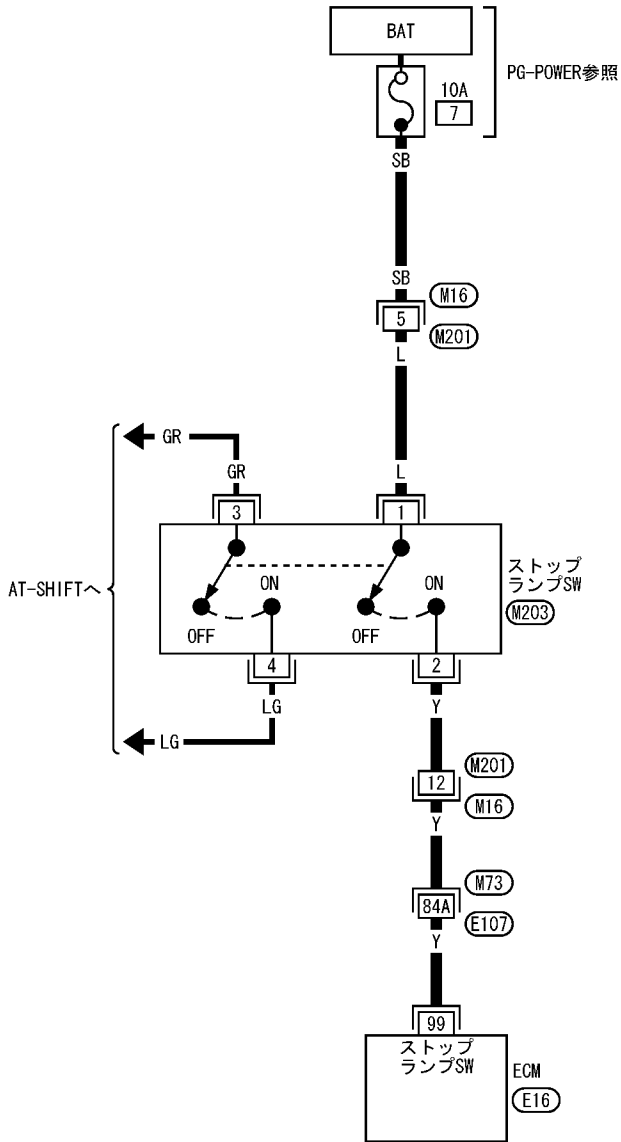 BAT
PG-POWER参照
10A
7
SB
SB
M16
5
M201
L
GR
GR
L
3
1
AT-SHIFTへ
ON
ON
OFF
OFF
ストップ
ランプSW
M203
4
2
LG
Y
LG
M201
12
M16
Y
M73
84A
E107
Y
99
ストップ
ランプSW
ECM
E16